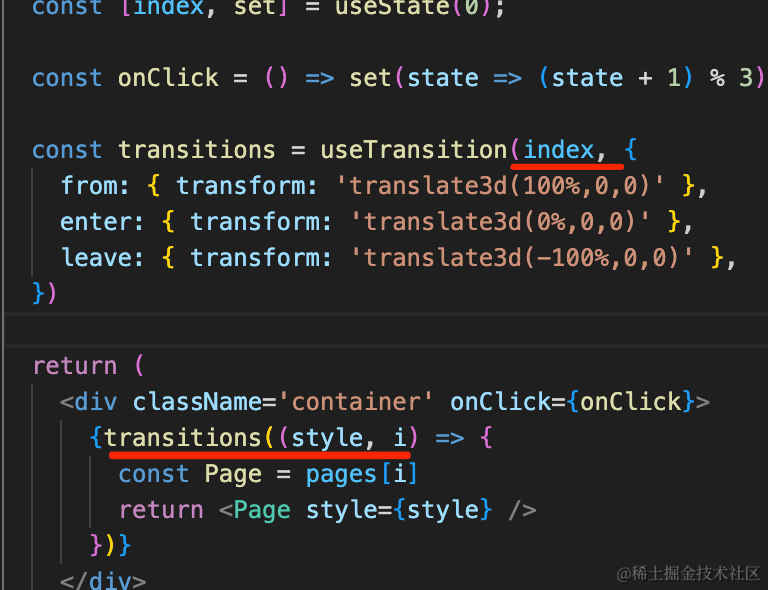 const [index, set] = useState(0);
const onClick = () => set(state => (state + 1) % 3)
const transitions = useTransition(index, {
from: { transform: 'translate3d(100%,0,0)' },
enter: { transform: 'translate3d(0%,0,0)' },
leave: { transform: 'translate3d(-100%,0,0)' },
})
return (
<div className='container' onClick={onClick}>
{transitions((style, i) => {
const Page = pages[i]
return <Page style={style} />
})}
</div>
@稀土掘金技术社区